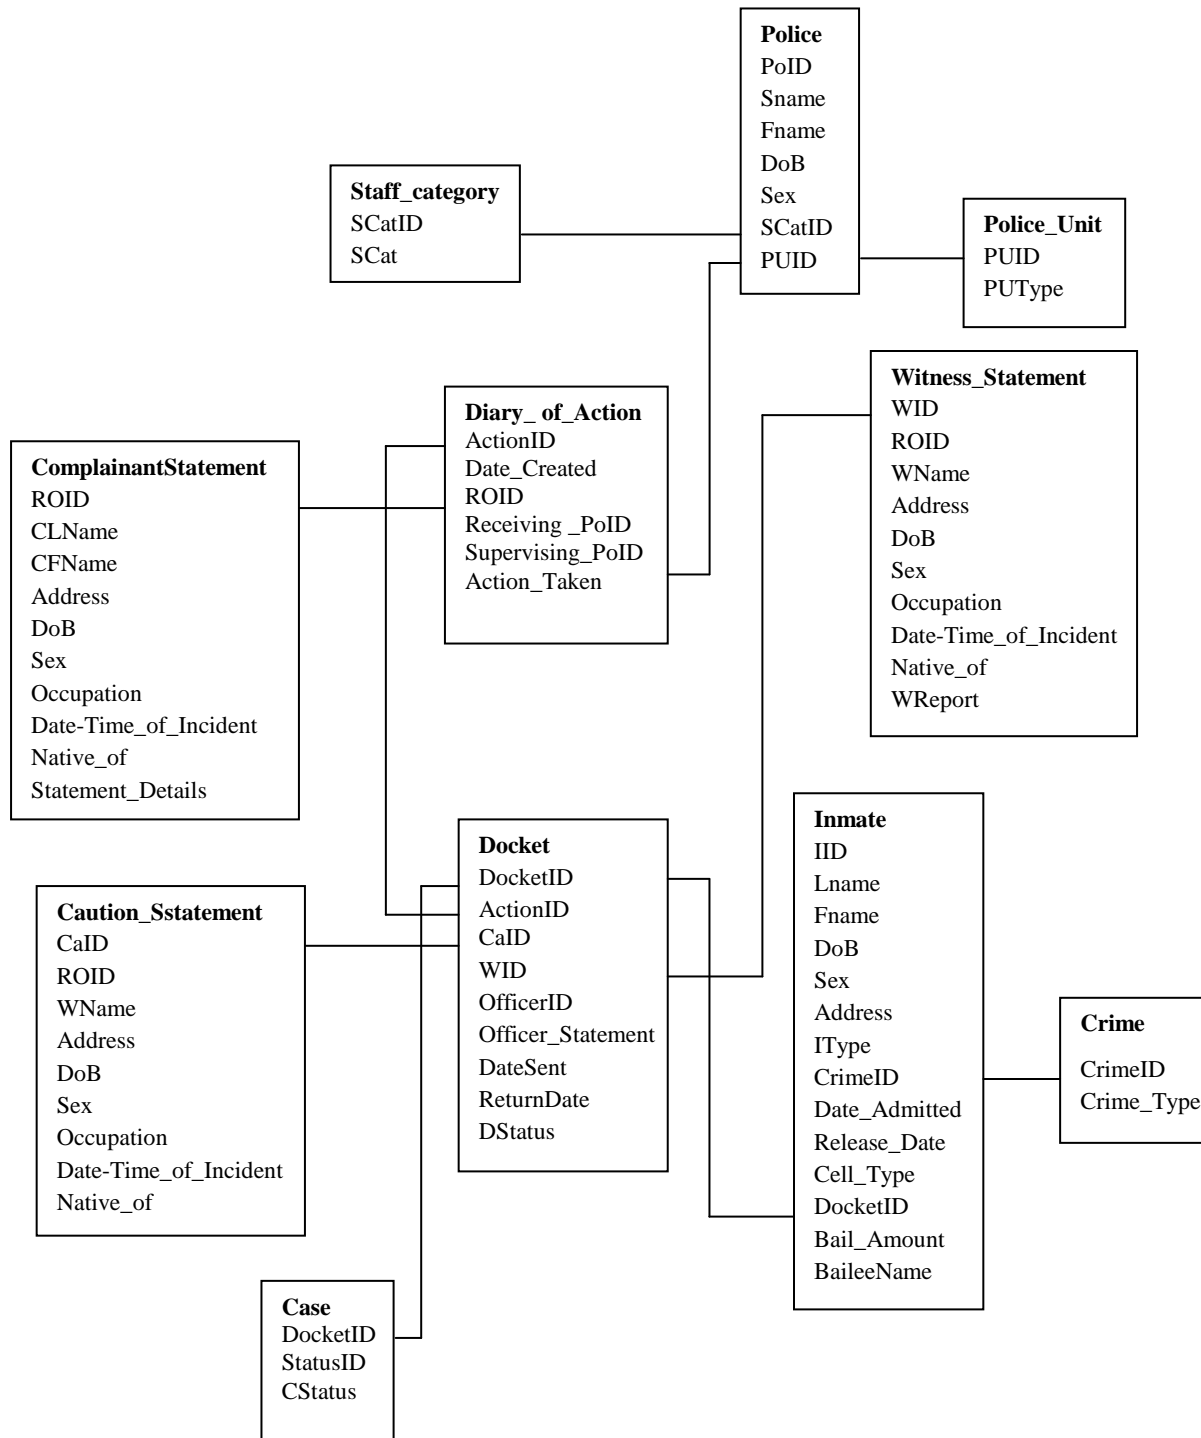 Police
PoID
Sname
Fname
DoB
Sex
SCatID
PUID
Staff_category
SCatID
SCat
Police_Unit
PUID
PUType
Witness_Statement
WID
ROID
WName
Address
DoB
Sex
Occupation
Date-Time_of_Incident
Native_of
WReport
Diary_ of_Action
ActionID
Date_Created
ROID
Receiving _PoID
Supervising_PoID
Action_Taken
ComplainantStatement
ROID
CLName
CFName
Address
DoB
Sex
Occupation
Date-Time_of_Incident
Native_of
Statement_Details
Inmate
IID
Lname
Fname
DoB
Sex
Address
IType
CrimeID
Date_Admitted
Release_Date
Cell_Type
DocketID
Bail_Amount
BaileeName
Docket
DocketID
ActionID
CaID
WID
OfficerID
Officer_Statement
DateSent
ReturnDate
DStatus
Caution_Sstatement
CaID
ROID
WName
Address
DoB
Sex
Occupation
Date-Time_of_Incident
Native_of
Crime
CrimeID
Crime_Type
Case
DocketID
StatusID
CStatus